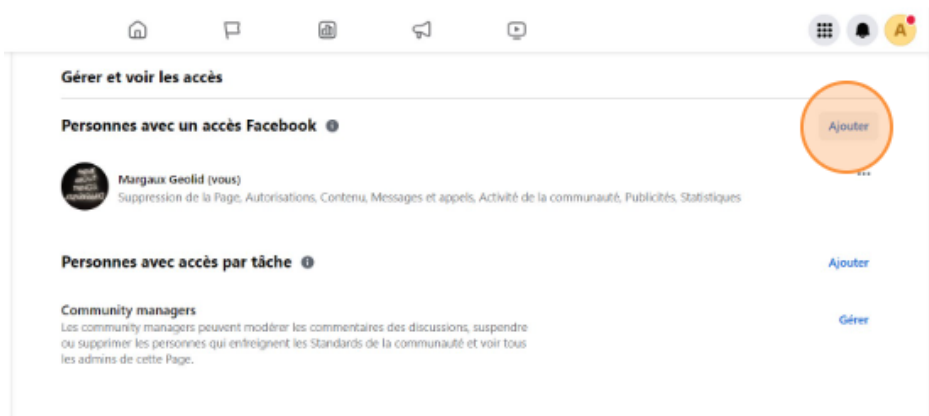 A
Gérer et voir les accès
Personnes avec un accès Facebook
Ajouter
Margaux Geolid (vous)
Suppression de la Page, Autorisations, Contenu, Messages et appels, Activité de la communauté, Publicités, Statistiques
Personnes avec accès par tâche
Ajouter
Community managers
Gérer
Les community managers peuvent modérer les commentaires des discussions, suspendre
ou supprimer les personnes qui enfreignent les Standards de la communauté et voir tous
les admins de cette Page.